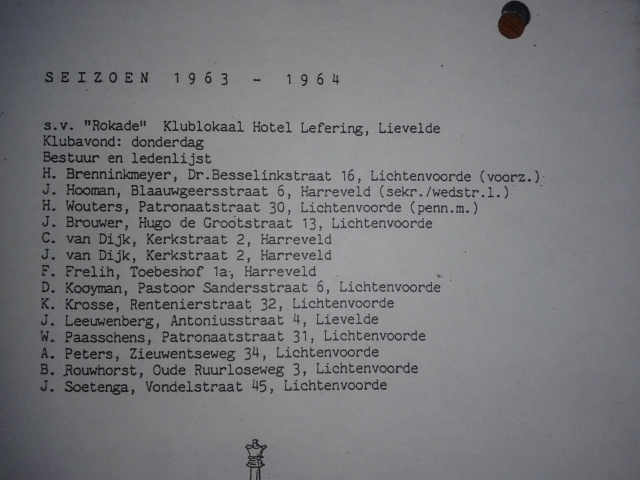 SEIZOEN 1963 - 1964
s.v. "Rokade" Klublokaal Hotel Lefering, Lievelde
Klubavond: donderdag
Bestuur en ledenlijst
H. Brenninkmeyer, Dr.Besselinkstraat 16, Lichtenvoorde (voorz.)
J. Hooman, Blaauwgeersstraat 6, Harreveld (sekr./wedstr.l.)
H. Wouters, Patronaatstraat 30, Lichtenvoorde (penn.m.)
J. Brouwer, Hugo de Grootstraat 13, Lichtenvoorde
C. van Dijk, Kerkstraat 2, Harreveld
J. van Dijk, Kerkstraat 2, Harreveld
F. Frelih, Toebeshof 1a, Harreveld
D. Kooyman, Pastoor Sandersstraat 6, Lichtenvoorde
K. Krosse, Rentenierstraat 32, Lichtenvoorde
J. Leeuwenberg, Antoniusstraat 4, Lievelde
W. Paasschens, Patronaatstraat 31, Lichtenvoorde
A. Peters, Zieuwentseweg 34, Lichtenvoorde
B. Rouwhorst, Oude Ruurloseweg 3, Lichtenvoorde
J. Soetenga, Vondelstraat 45, Lichtenvoorde